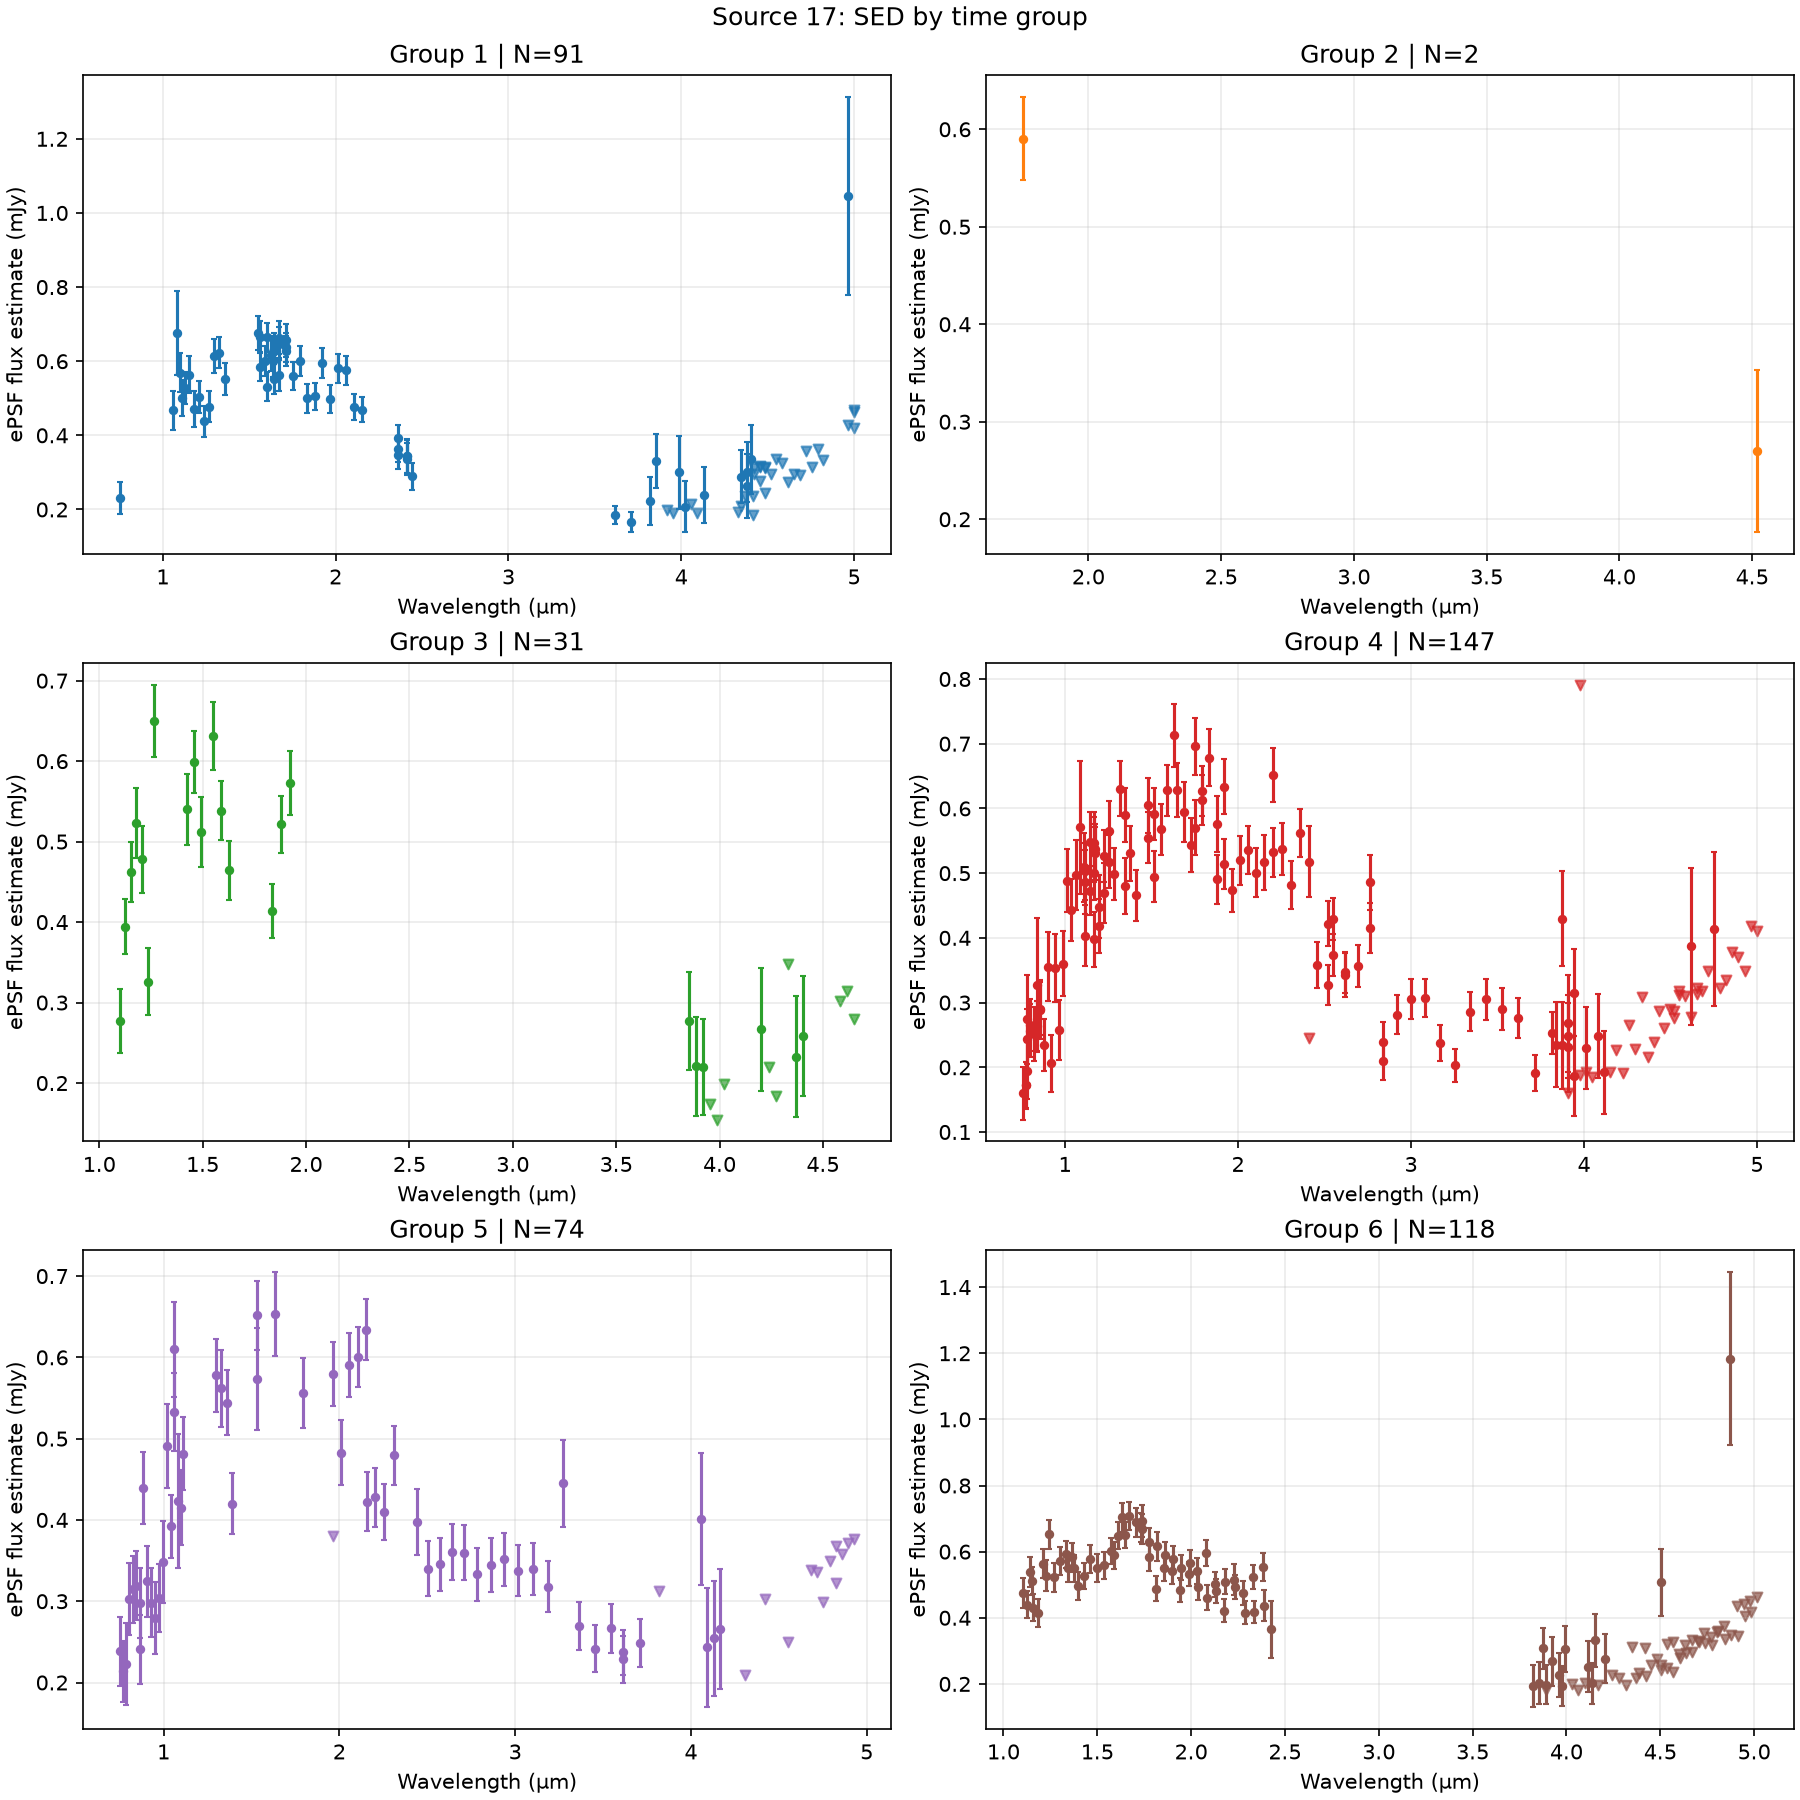 Source 17: SED by time group
Group 1 | N=91
ePSF flux estimate (mJy)
1.2
1.0
0.8
0.6
0.4
0.2
1 2 3 4 5
Wavelength (µm)
Group 2 | N=2
ePSF flux estimate (mJy)
0.6
0.5
0.4
0.3
0.2
2.0 2.5 3.0 3.5 4.0 4.5
Wavelength (µm)
Group 3 | N=31
ePSF flux estimate (mJy)
0.7
0.6
0.5
0.4
0.3
0.2
1.0 1.5 2.0 2.5 3.0 3.5 4.0 4.5
Wavelength (µm)
Group 4 | N=147
ePSF flux estimate (mJy)
0.8
0.7
0.6
0.5
0.4
0.3
0.2
0.1
1 2 3 4 5
Wavelength (µm)
Group 5 | N=74
ePSF flux estimate (mJy)
0.7
0.6
0.5
0.4
0.3
0.2
1 2 3 4 5
Wavelength (µm)
Group 6 | N=118
ePSF flux estimate (mJy)
1.4
1.2
1.0
0.8
0.6
0.4
0.2
1.0 1.5 2.0 2.5 3.0 3.5 4.0 4.5 5.0
Wavelength (µm)